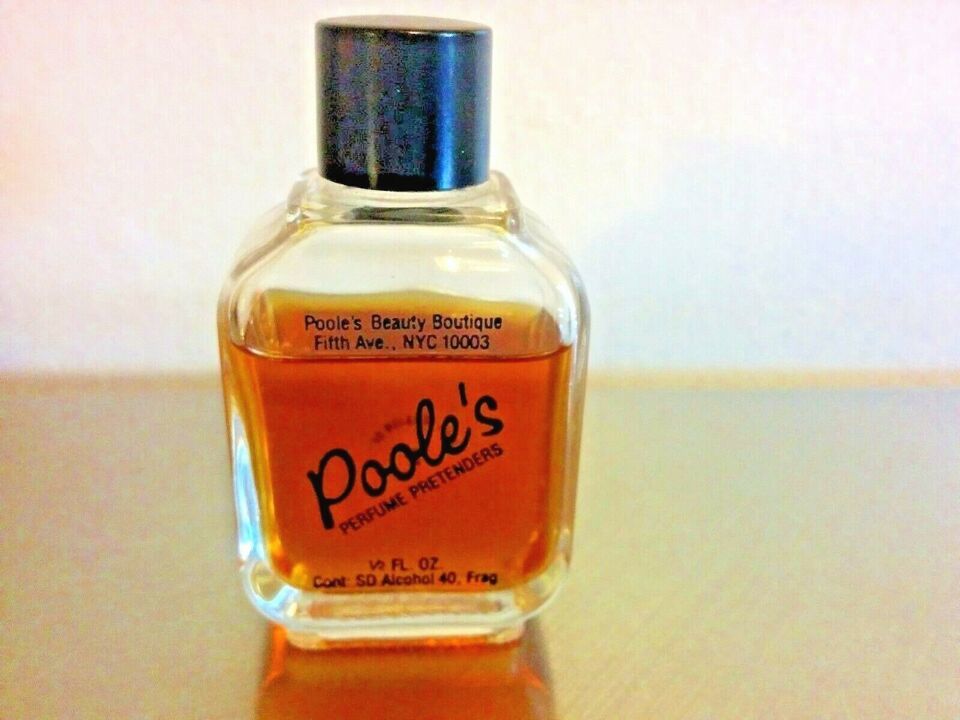 Poole's Beauty Boutique
Fifth Ave., NYC 10003
Poole's
PERFUME PRETENDERS
½ FL. OZ.
Cont: SD Alcohol 40, Frag